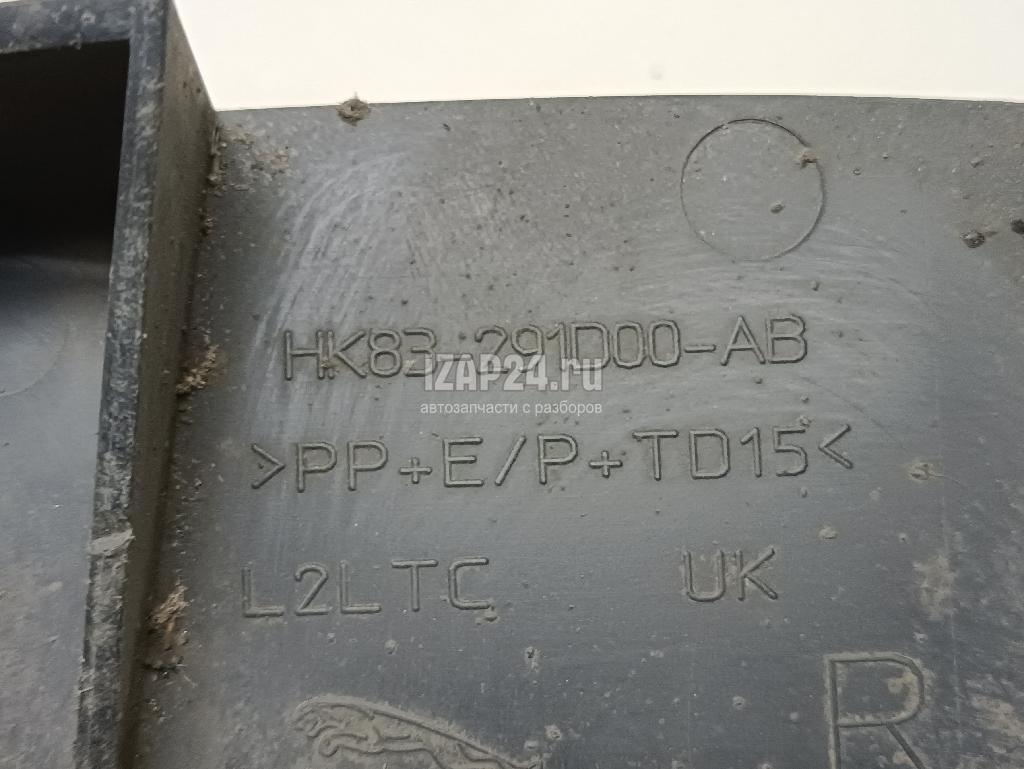 HK83-291D00-AB
IZAP24.ru
автозапчасти с разборов
>PP+E/P+TD15<
L2LTC UK
R